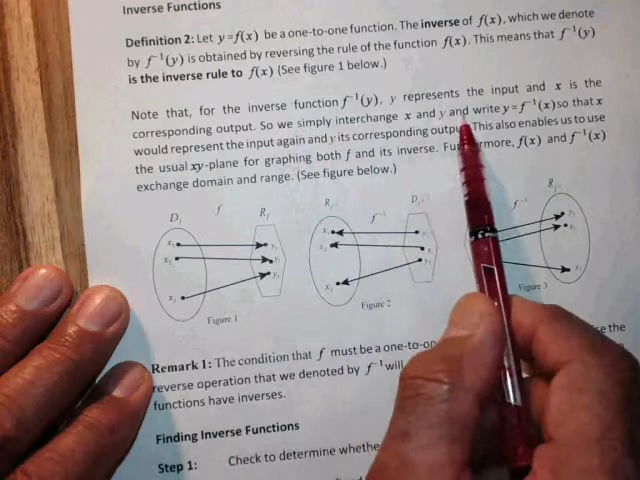 Inverse Functions
Definition 2: Let y = f(x) be a one-to-one function. The inverse of f(x), which we denote
by f⁻¹(y) is obtained by reversing the rule of the function f(x). This means that f⁻¹(y)
is the inverse rule to f(x) (See figure 1 below.)
Note that, for the inverse function f⁻¹(y), y represents the input and x is the
corresponding output. So we simply interchange x and y and write y = f⁻¹(x) so that x
would represent the input again and y its corresponding output. This also enables us to use
the usual xy-plane for graphing both f and its inverse. Furthermore, f(x) and f⁻¹(x)
exchange domain and range. (See figure below.)
D_f f R_f R_f⁻¹ f⁻¹ D_f⁻¹ f⁻¹ R_f⁻¹
Figure 1 Figure 2 Figure 3
Remark 1: The condition that f must be a one-to-on the
reverse operation that we denoted by f⁻¹ will
functions have inverses.
Finding Inverse Functions
Step 1: Check to determine whethe